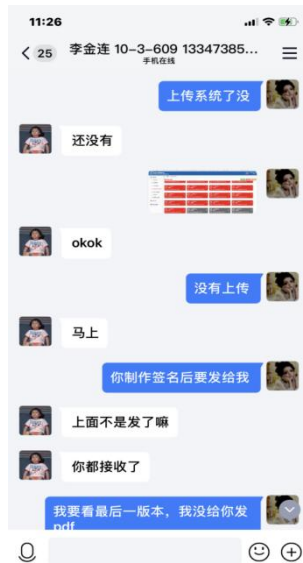 11:26
25
李金连 10-3-609 13347385...
手机在线
上传系统了没
还没有
okok
没有上传
马上
你制作签名后要发给我
上面不是发了嘛
你都接收了
我要看最后一版本，我没给你发
pdf